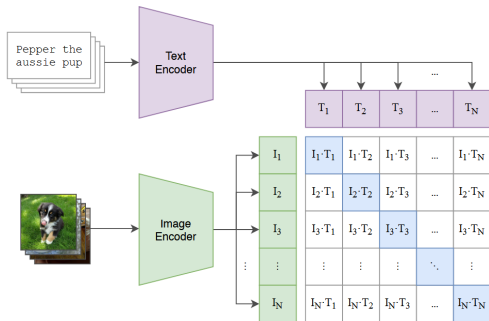 Pepper the
aussie pup
Text
Encoder
...
T1 T2 T3 ... TN
Image
Encoder
I1 I1·T1 I1·T2 I1·T3 ... I1·TN
I2 I2·T1 I2·T2 I2·T3 ... I2·TN
I3 I3·T1 I3·T2 I3·T3 ... I3·TN
⋮ ⋮ ⋮ ⋮ ⋮ ⋱ ⋮
IN IN·T1 IN·T2 IN·T3 ... IN·TN